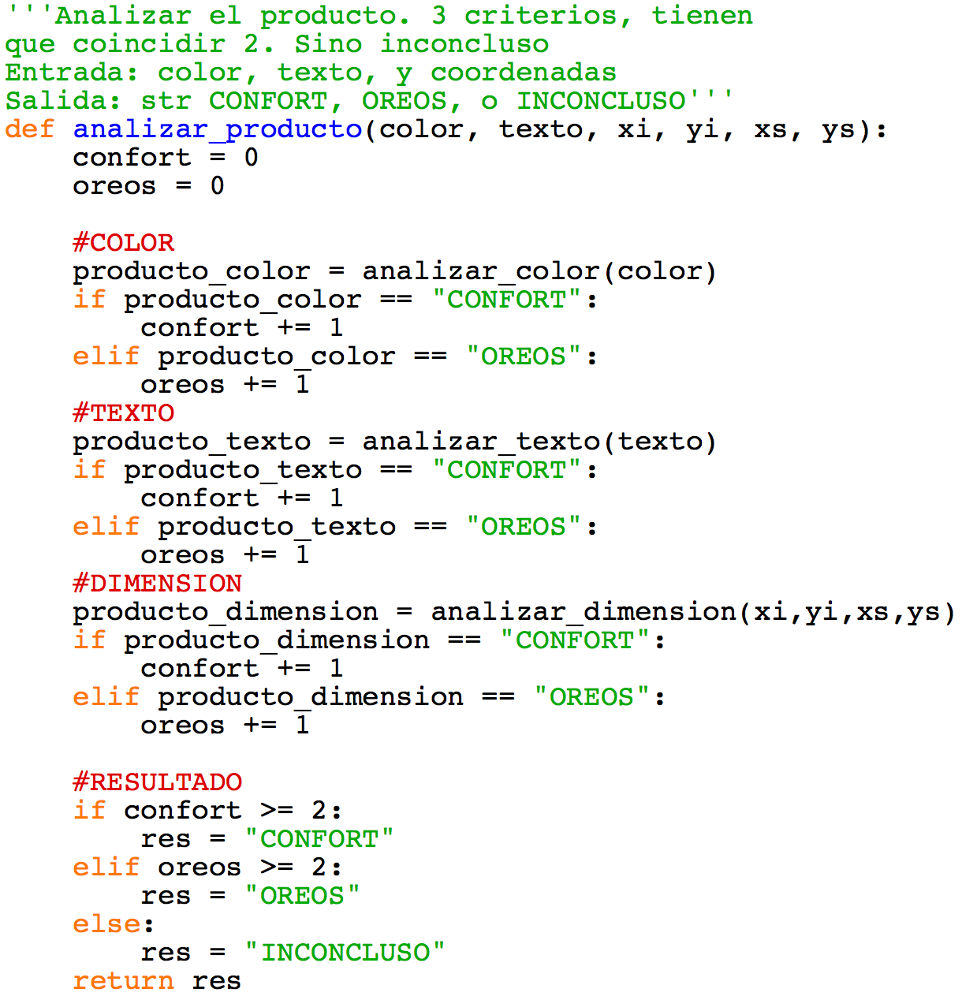 '''Analizar el producto. 3 criterios, tienen
que coincidir 2. Sino inconcluso
Entrada: color, texto, y coordenadas
Salida: str CONFORT, OREOS, o INCONCLUSO'''
def analizar_producto(color, texto, xi, yi, xs, ys):
    confort = 0
    oreos = 0

    #COLOR
    producto_color = analizar_color(color)
    if producto_color == "CONFORT":
        confort += 1
    elif producto_color == "OREOS":
        oreos += 1
    #TEXTO
    producto_texto = analizar_texto(texto)
    if producto_texto == "CONFORT":
        confort += 1
    elif producto_texto == "OREOS":
        oreos += 1
    #DIMENSION
    producto_dimension = analizar_dimension(xi,yi,xs,ys)
    if producto_dimension == "CONFORT":
        confort += 1
    elif producto_dimension == "OREOS":
        oreos += 1

    #RESULTADO
    if confort >= 2:
        res = "CONFORT"
    elif oreos >= 2:
        res = "OREOS"
    else:
        res = "INCONCLUSO"
    return res